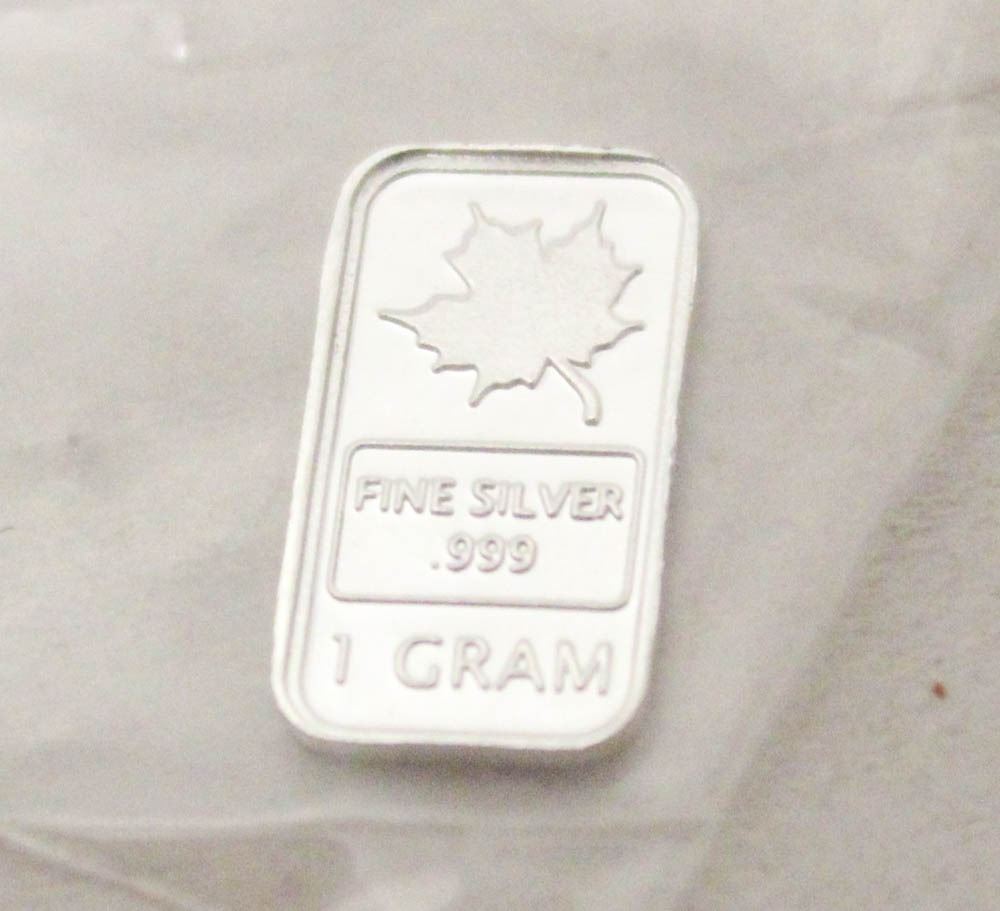 FINE SILVER
.999
1 GRAM